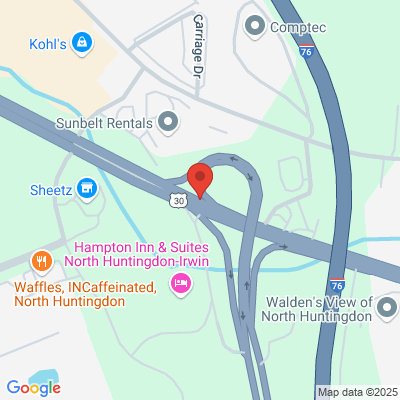 Kohl's
Carriage Dr
Comptec
76
Sunbelt Rentals
Sheetz
30
Hampton Inn & Suites
North Huntingdon-Irwin
Waffles, INCaffeinated,
North Huntingdon
76
Walden's View of
North Huntingdon
Google
Map data ©2025